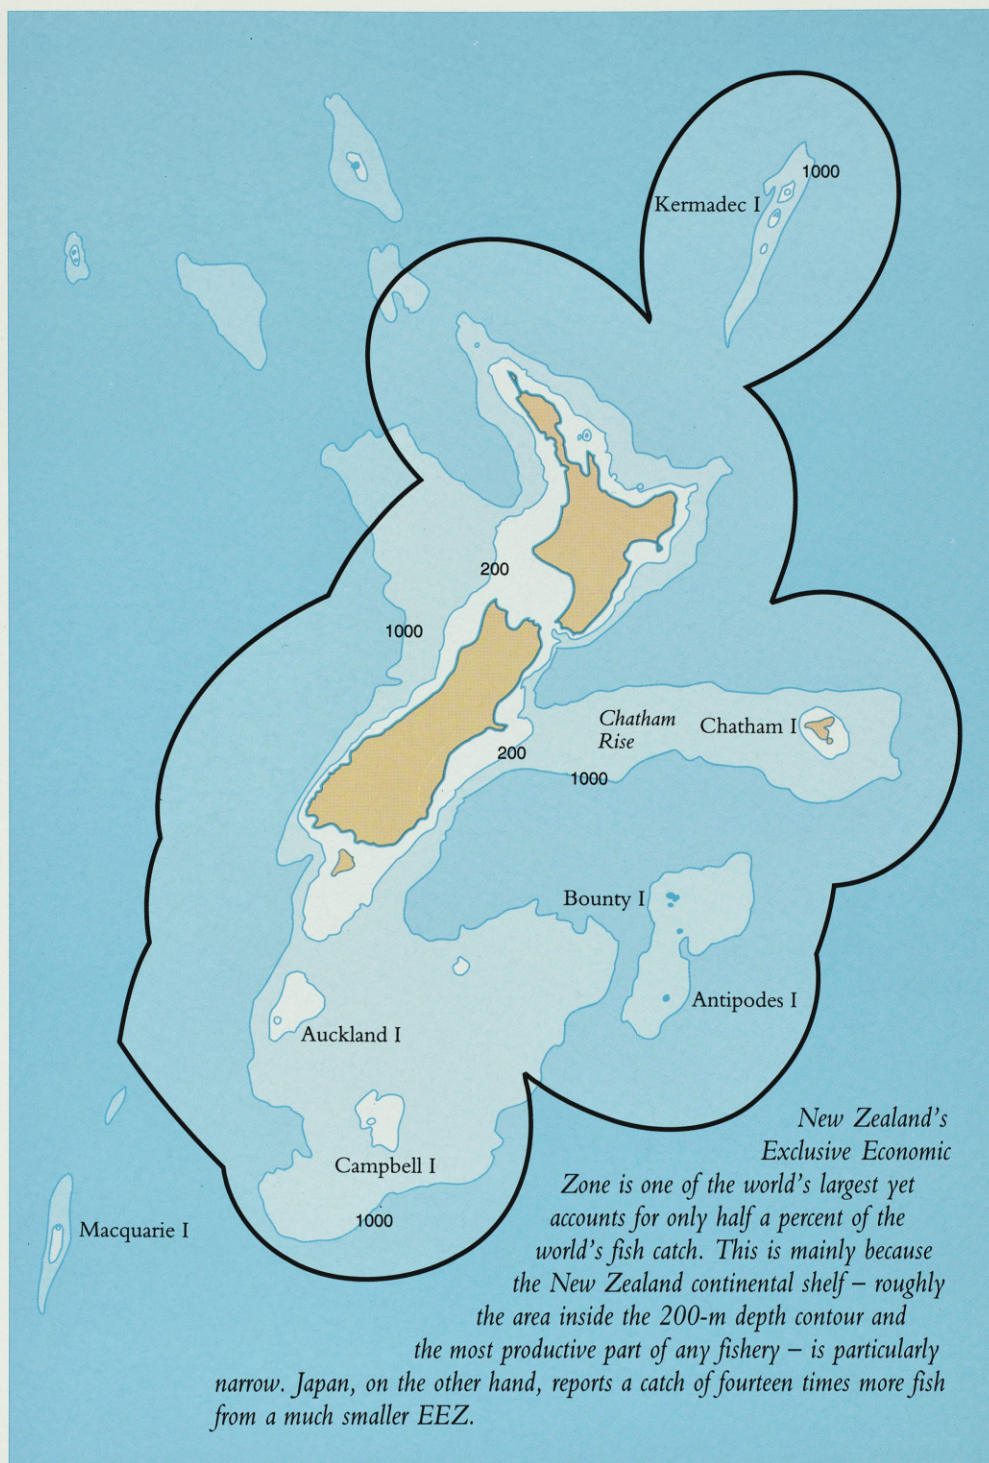 1000
Kermadec I
200
1000
Chatham
Rise
Chatham I
200
1000
Bounty I
Antipodes I
Auckland I
Campbell I
1000
Macquarie I
New Zealand's
Exclusive Economic
Zone is one of the world's largest yet
accounts for only half a percent of the
world's fish catch. This is mainly because
the New Zealand continental shelf – roughly
the area inside the 200-m depth contour and
the most productive part of any fishery – is particularly
narrow. Japan, on the other hand, reports a catch of fourteen times more fish
from a much smaller EEZ.